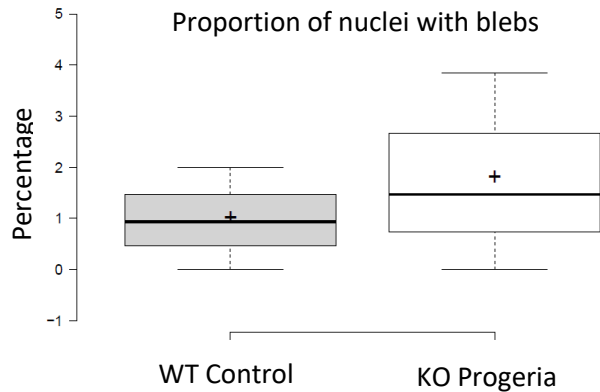 Proportion of nuclei with blebs
Percentage
5
4
3
2
1
0
−1
WT Control
KO Progeria